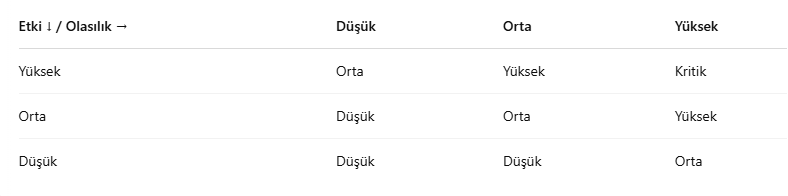 Etki ↓ / Olasılık → Düşük Orta Yüksek
Yüksek Orta Yüksek Kritik
Orta Düşük Orta Yüksek
Düşük Düşük Düşük Orta